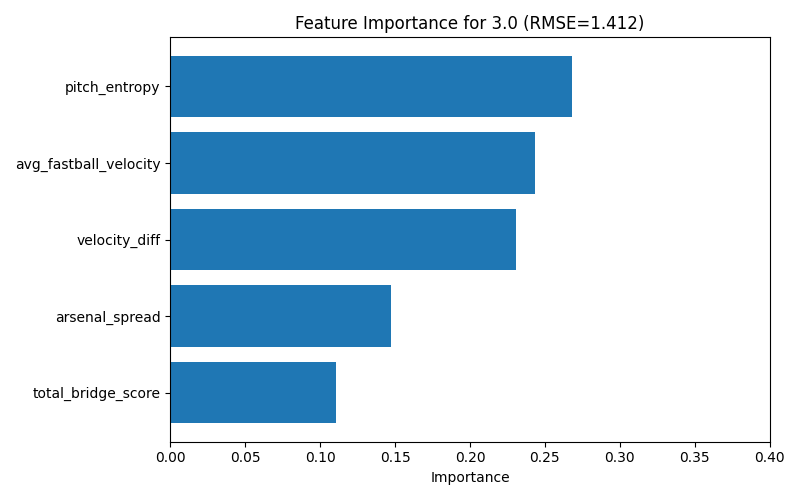 Feature Importance for 3.0 (RMSE=1.412)
pitch_entropy
avg_fastball_velocity
velocity_diff
arsenal_spread
total_bridge_score
0.00 0.05 0.10 0.15 0.20 0.25 0.30 0.35 0.40
Importance